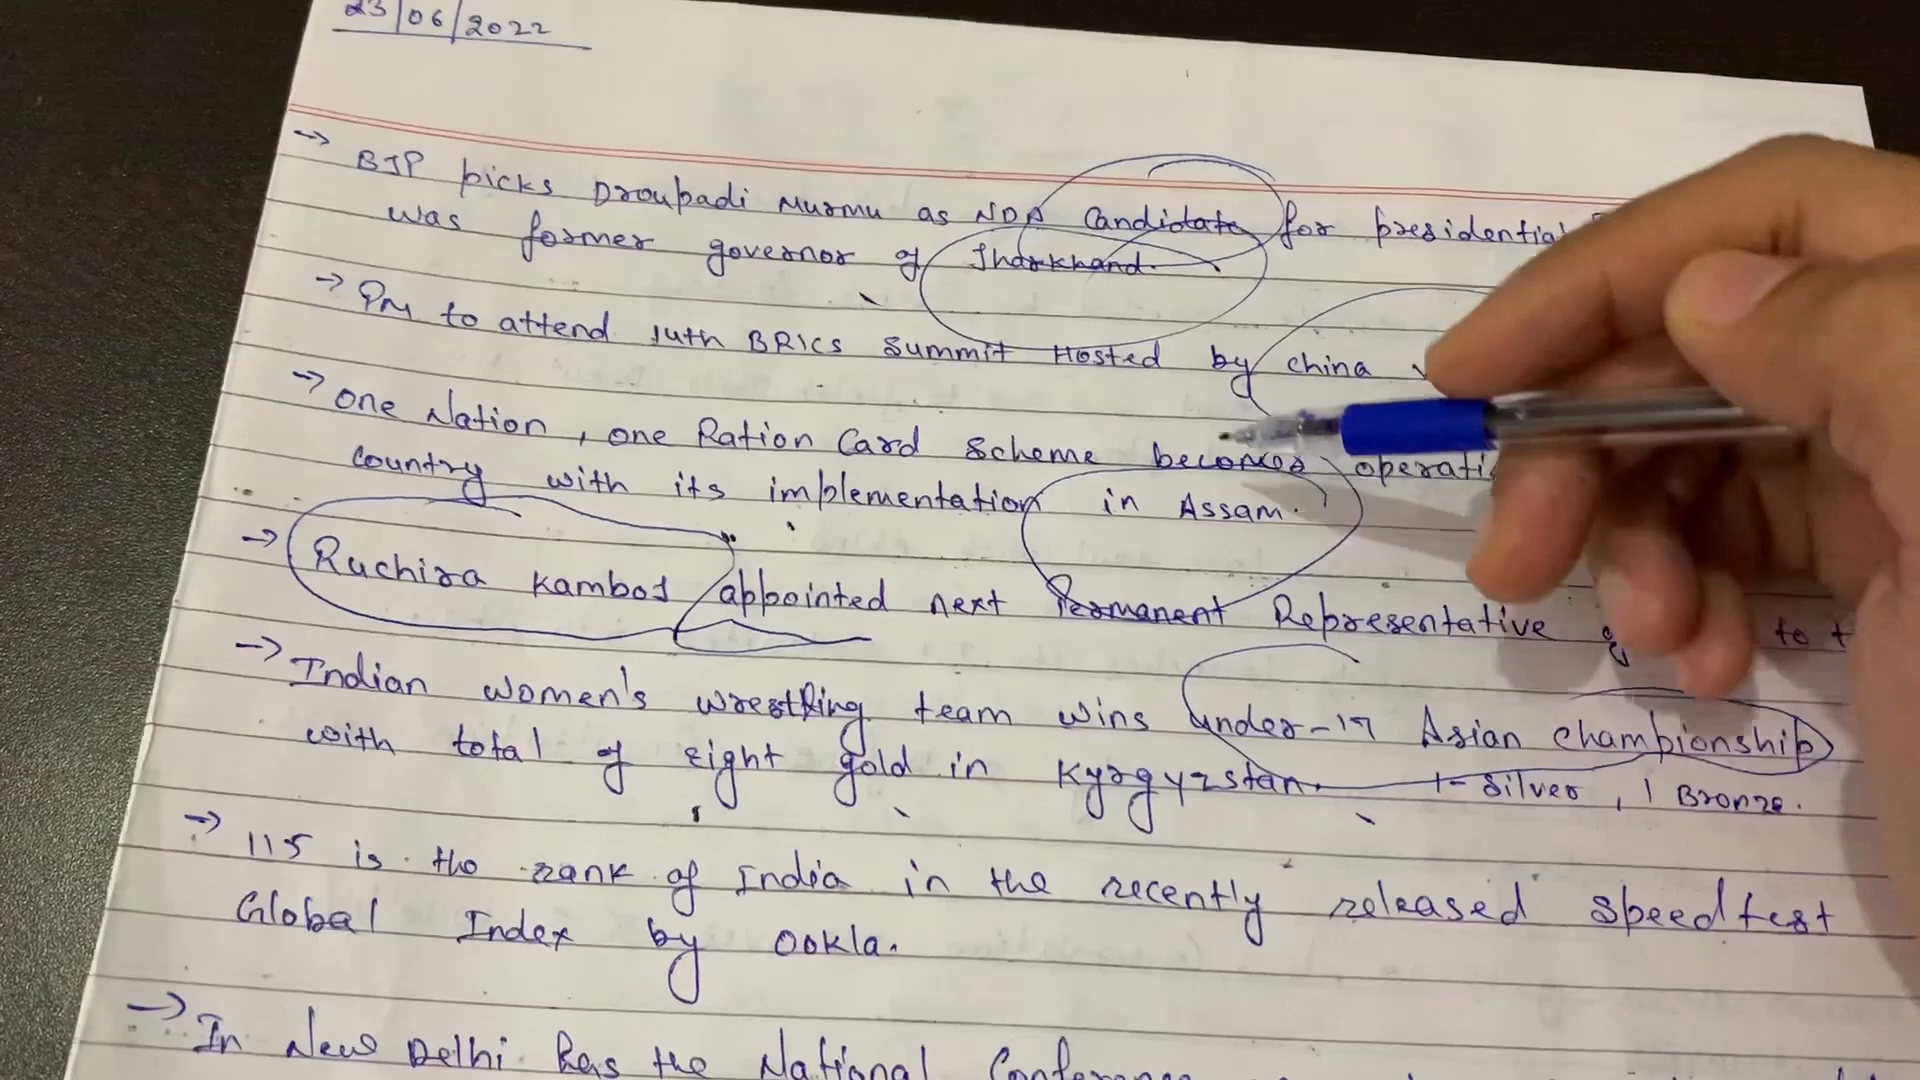 23/06/2022
→ BJP picks Droupadi Murmu as NDA Candidate for presidential
was former governor of Jharkhand.
→ PM to attend 14th BRICS Summit Hosted by China
→ One Nation, one Ration Card Scheme becomes operati
country with its implementation in Assam.
→ Ruchira Kamboj appointed next Permanent Representative of to t
→ Indian women's wrestling team wins under-17 Asian championship
with total of eight gold in Kyrgyzstan. 1- Silver, 1 Bronze.
→ 115 is the rank of India in the recently released speedtest
Global Index by Ookla.
→ In New Delhi has the National Conference